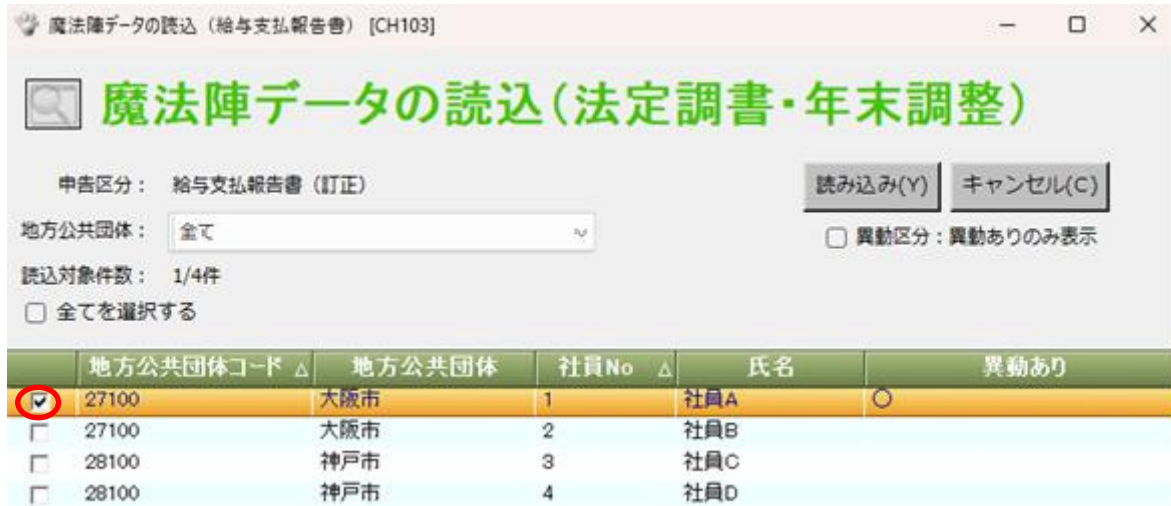 魔法陣データの読込（給与支払報告書） [CH103]
魔法陣データの読込(法定調書・年末調整)
申告区分： 給与支払報告書（訂正） 読み込み(Y) キャンセル(C)
地方公共団体： 全て 異動区分：異動ありのみ表示
読込対象件数： 1/4件
全てを選択する
地方公共団体コード △ 地方公共団体 社員No △ 氏名 異動あり
27100 大阪市 1 社員A ○
27100 大阪市 2 社員B
28100 神戸市 3 社員C
28100 神戸市 4 社員D